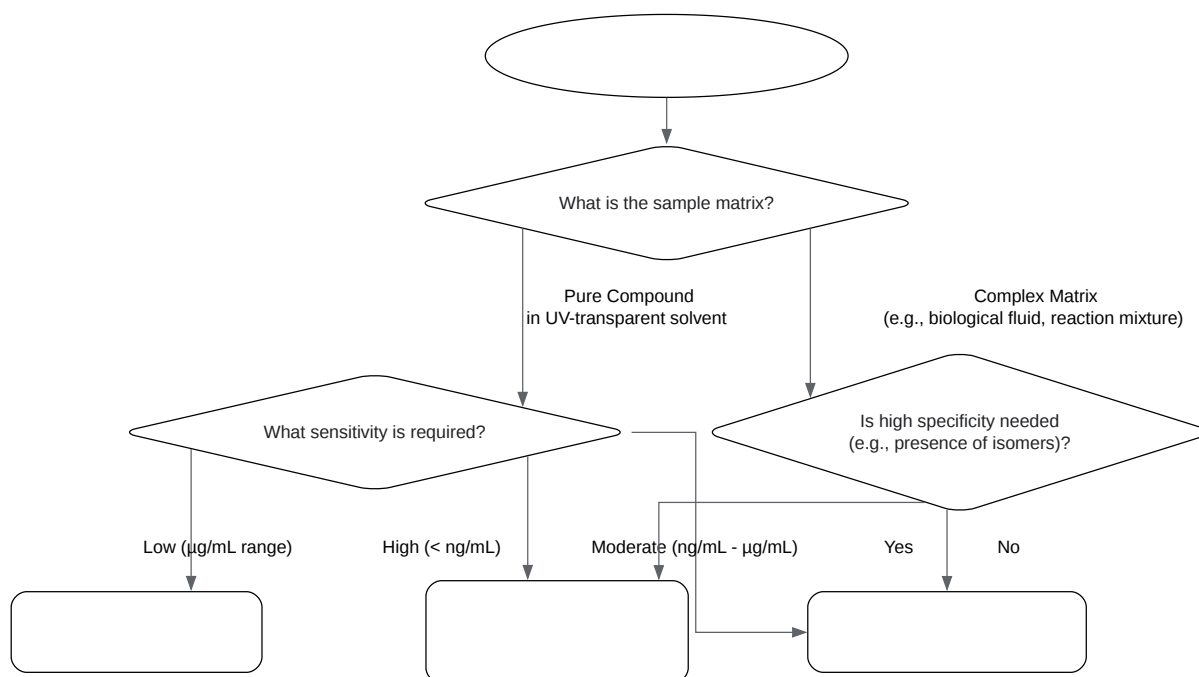 What is the sample matrix?
Pure Compound
in UV-transparent solvent
Complex Matrix
(e.g., biological fluid, reaction mixture)
What sensitivity is required?
Is high specificity needed
(e.g., presence of isomers)?
Low (µg/mL range)
High (< ng/mL)
Moderate (ng/mL - µg/mL)
Yes
No